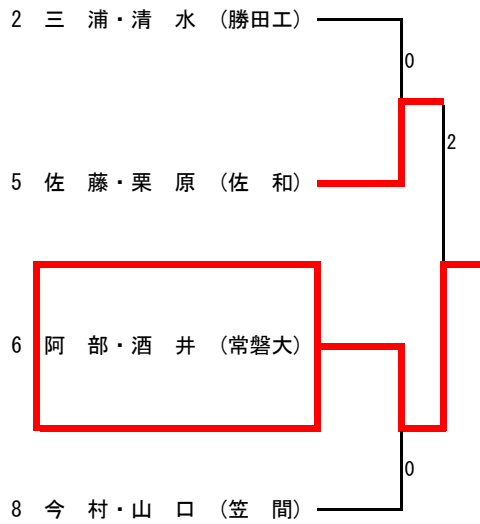 2 三 浦・清 水 (勝田工)
0
2
5 佐 藤・栗 原 (佐 和)
6 阿 部・酒 井 (常磐大)
0
8 今 村・山 口 (笠 間)